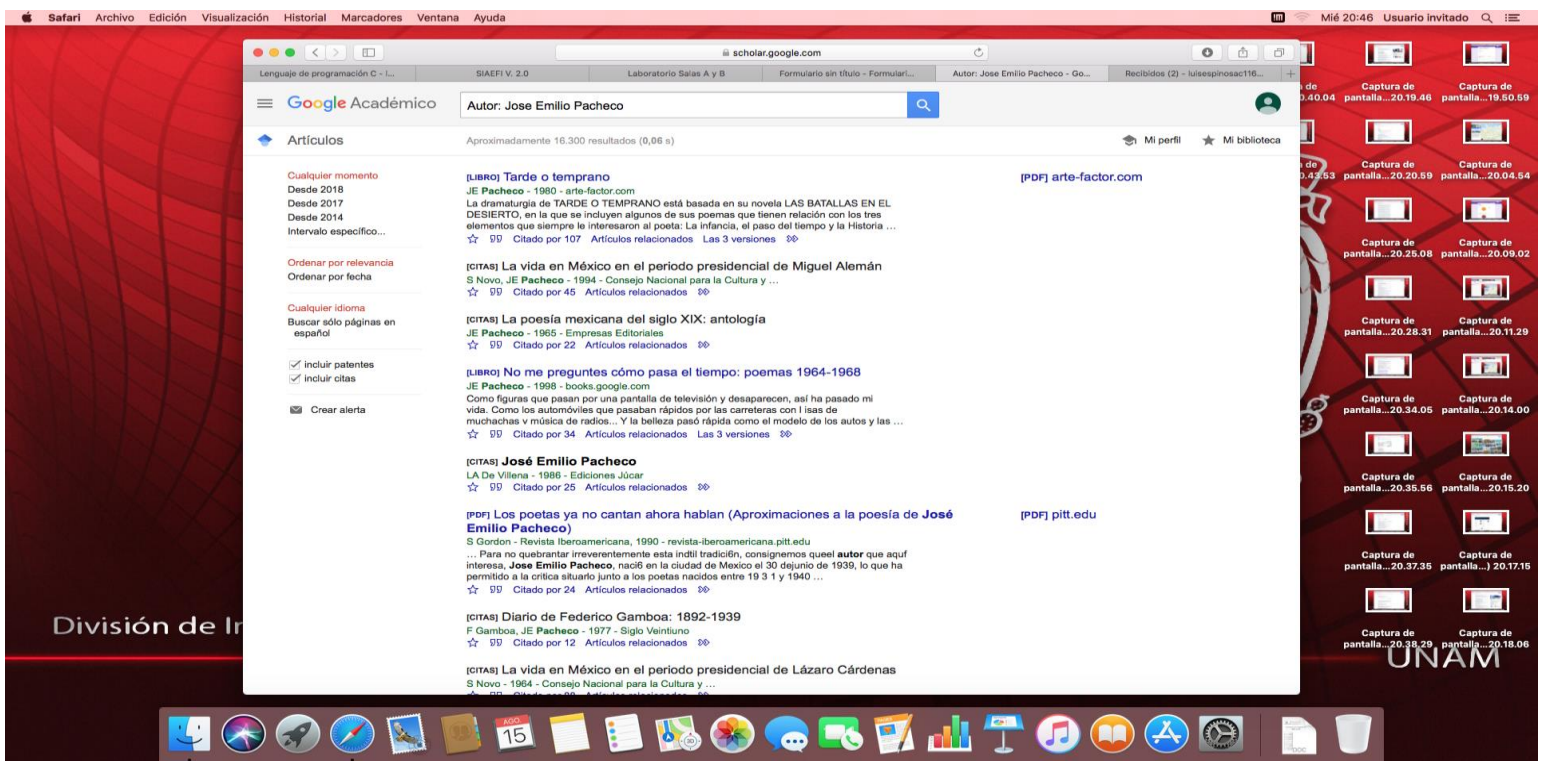 Safari Archivo Edición Visualización Historial Marcadores Ventana Ayuda
Mié 20:46 Usuario invitado
scholar.google.com
Lenguaje de programación C - l...
SIAEFI V. 2.0
Laboratorio Salas A y B
Formulario sin título - Formulari...
Autor: Jose Emilio Pacheco - Go...
Recibidos (2) - luisespinosac116...
Google Académico
Autor: Jose Emilio Pacheco
Artículos
Aproximadamente 16.300 resultados (0,06 s)
Mi perfil
Mi biblioteca
Cualquier momento
Desde 2018
Desde 2017
Desde 2014
Intervalo específico...
Ordenar por relevancia
Ordenar por fecha
Cualquier idioma
Buscar sólo páginas en
español
incluir patentes
incluir citas
Crear alerta
[LIBRO] Tarde o temprano
JE Pacheco - 1980 - arte-factor.com
La dramaturgia de TARDE O TEMPRANO está basada en su novela LAS BATALLAS EN EL
DESIERTO, en la que se incluyen algunos de sus poemas que tienen relación con los tres
elementos que siempre le interesaron al poeta: La infancia, el paso del tiempo y la Historia ...
Citado por 107 Artículos relacionados Las 3 versiones
[PDF] arte-factor.com
[CITAS] La vida en México en el periodo presidencial de Miguel Alemán
S Novo, JE Pacheco - 1994 - Consejo Nacional para la Cultura y ...
Citado por 45 Artículos relacionados
[CITAS] La poesía mexicana del siglo XIX: antología
JE Pacheco - 1965 - Empresas Editoriales
Citado por 22 Artículos relacionados
[LIBRO] No me preguntes cómo pasa el tiempo: poemas 1964-1968
JE Pacheco - 1998 - books.google.com
Como figuras que pasan por una pantalla de televisión y desaparecen, así ha pasado mi
vida. Como los automóviles que pasaban rápidos por las carreteras con l isas de
muchachas v música de radios... Y la belleza pasó rápida como el modelo de los autos y las ...
Citado por 34 Artículos relacionados Las 3 versiones
[CITAS] José Emilio Pacheco
LA De Villena - 1986 - Ediciones Júcar
Citado por 25 Artículos relacionados
[PDF] Los poetas ya no cantan ahora hablan (Aproximaciones a la poesía de José
Emilio Pacheco)
S Gordon - Revista Iberoamericana, 1990 - revista-iberoamericana.pitt.edu
... Para no quebrantar irreverentemente esta indtil tradici6n, consignemos queel autor que aquf
interesa, Jose Emilio Pacheco, naci6 en la ciudad de Mexico el 30 dejunio de 1939, lo que ha
permitido a la critica situarlo junto a los poetas nacidos entre 19 3 1 y 1940 ...
Citado por 24 Artículos relacionados
[PDF] pitt.edu
[CITAS] Diario de Federico Gamboa: 1892-1939
F Gamboa, JE Pacheco - 1977 - Siglo Veintiuno
Citado por 12 Artículos relacionados
[CITAS] La vida en México en el periodo presidencial de Lázaro Cárdenas
S Novo - 1964 - Consejo Nacional para la Cultura y ...
de
0.40.04
Captura de
pantalla...20.19.46
Captura de
pantalla...19.50.59
de
0.43.53
Captura de
pantalla...20.20.59
Captura de
pantalla...20.04.54
Captura de
pantalla...20.25.08
Captura de
pantalla...20.09.02
Captura de
pantalla...20.28.31
Captura de
pantalla...20.11.29
Captura de
pantalla...20.34.05
Captura de
pantalla...20.14.00
Captura de
pantalla...20.35.56
Captura de
pantalla...20.15.20
Captura de
pantalla...20.37.35
Captura de
pantalla...) 20.17.15
Captura de
pantalla...20.38.29
Captura de
pantalla...20.18.06
División de In
UNAM
AGO.
15
DOC